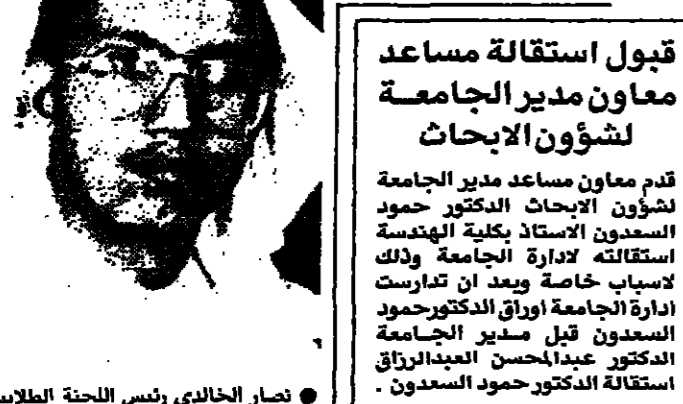 قبول استقالة مساعد
معاون مدير الجامعة
لشؤون الابحاث
قدم معاون مساعد مدير الجامعة
لشؤون الابحاث الدكتور حمود
السعدون الاستاذ بكلية الهندسة
استقالته لادارة الجامعة وذلك
لاسباب خاصة وبعد ان تدارست
ادارة الجامعة اوراق الدكتور حمود
السعدون قبل مدير الجامعة
الدكتور عبدالمحسن العبدالرزاق
استقالة الدكتور حمود السعدون .
● نصار الخالدي رئيس اللجنة